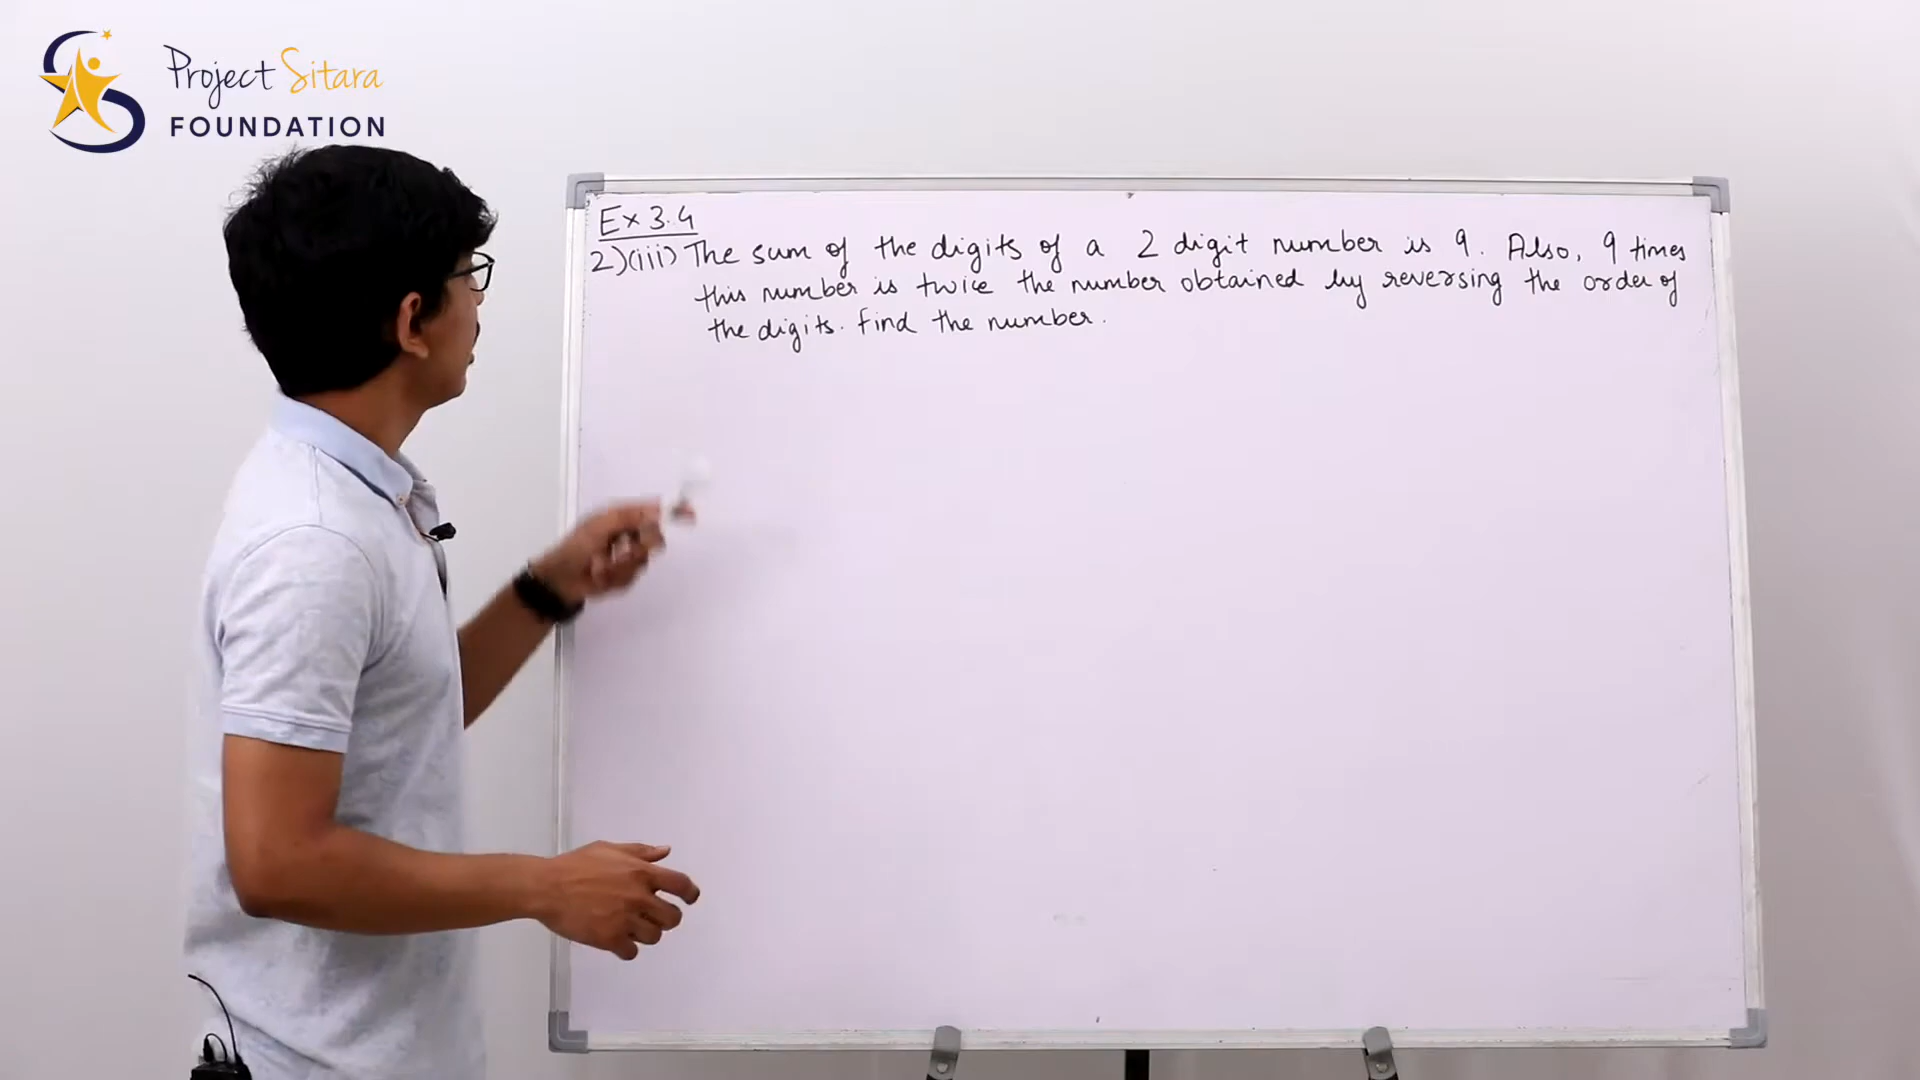 Project Sitara
FOUNDATION
Ex 3.4
2)(iii) The sum of the digits of a 2 digit number is 9. Also, 9 times
this number is twice the number obtained by reversing the order of
the digits. Find the number.